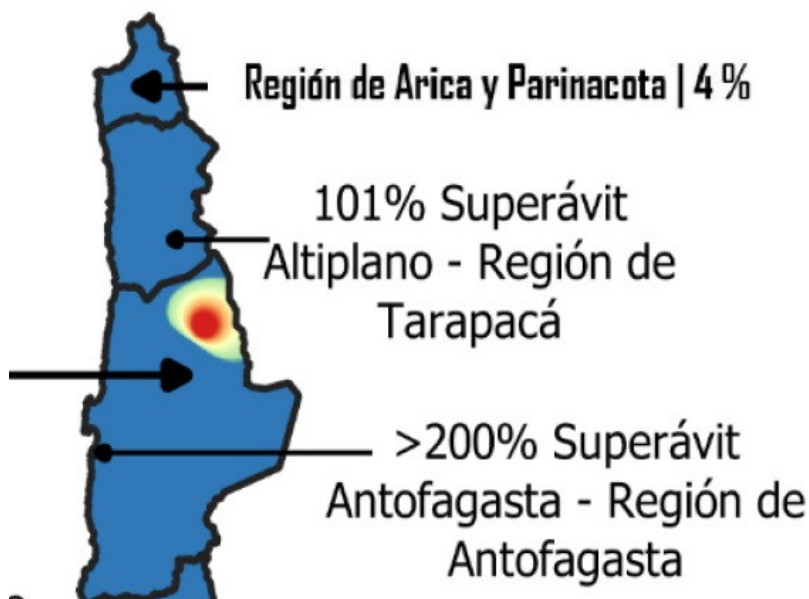 Región de Arica y Parinacota | 4 %
101% Superávit
Altiplano - Región de
Tarapacá
>200% Superávit
Antofagasta - Región de
Antofagasta